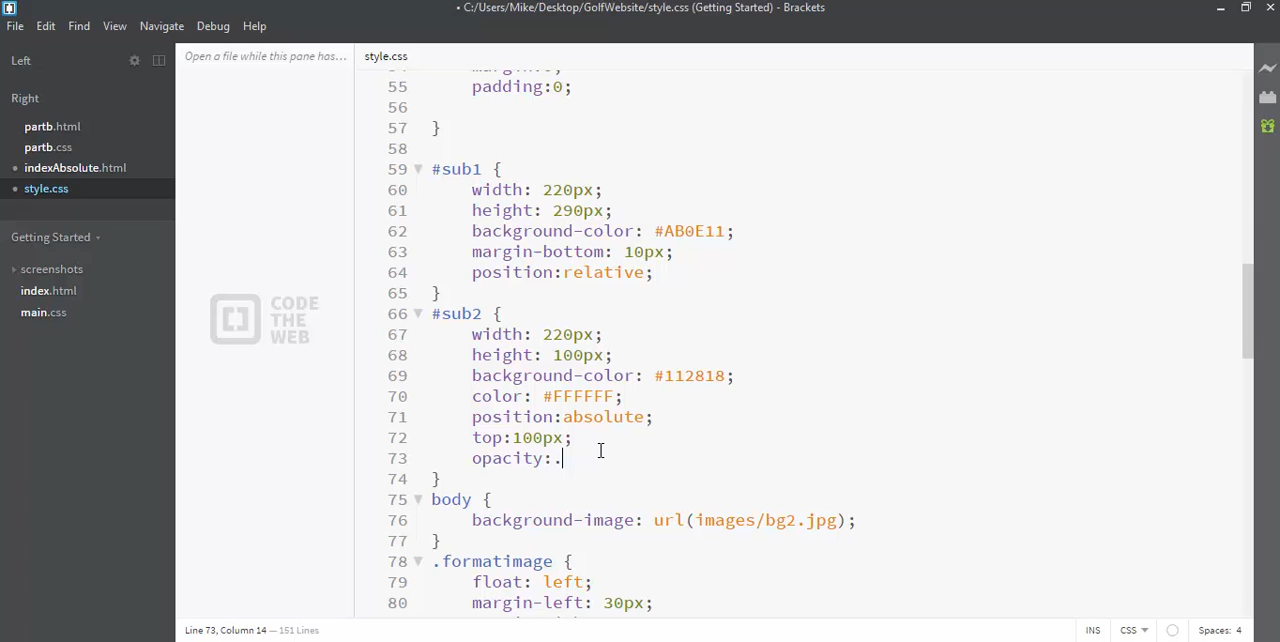 • C:/Users/Mike/Desktop/GolfWebsite/style.css (Getting Started) - Brackets
File Edit Find View Navigate Debug Help
Left
Open a file while this pane has...
style.css
Right
partb.html
partb.css
• indexAbsolute.html
• style.css
Getting Started
screenshots
index.html
main.css
CODE
THE
WEB
55 padding:0;
56
57 }
58
59 #sub1 {
60 width: 220px;
61 height: 290px;
62 background-color: #AB0E11;
63 margin-bottom: 10px;
64 position:relative;
65 }
66 #sub2 {
67 width: 220px;
68 height: 100px;
69 background-color: #112818;
70 color: #FFFFFF;
71 position:absolute;
72 top:100px;
73 opacity:.
74 }
75 body {
76 background-image: url(images/bg2.jpg);
77 }
78 .formatimage {
79 float: left;
80 margin-left: 30px;
Line 73, Column 14 — 151 Lines
INS CSS Spaces: 4